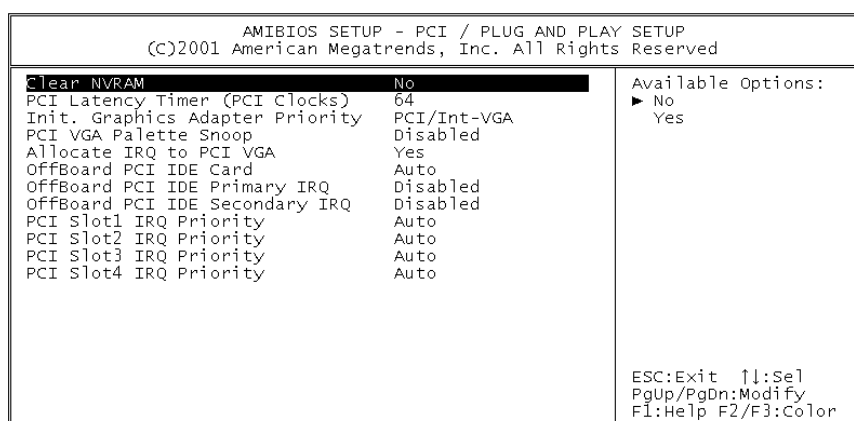 AMIBIOS SETUP - PCI / PLUG AND PLAY SETUP
(C)2001 American Megatrends, Inc. All Rights Reserved
Clear NVRAM No
PCI Latency Timer (PCI Clocks) 64
Init. Graphics Adapter Priority PCI/Int-VGA
PCI VGA Palette Snoop Disabled
Allocate IRQ to PCI VGA Yes
OffBoard PCI IDE Card Auto
OffBoard PCI IDE Primary IRQ Disabled
OffBoard PCI IDE Secondary IRQ Disabled
PCI Slot1 IRQ Priority Auto
PCI Slot2 IRQ Priority Auto
PCI Slot3 IRQ Priority Auto
PCI Slot4 IRQ Priority Auto
Available Options:
► No
Yes
ESC:Exit ↑↓:Sel
PgUp/PgDn:Modify
F1:Help F2/F3:Color